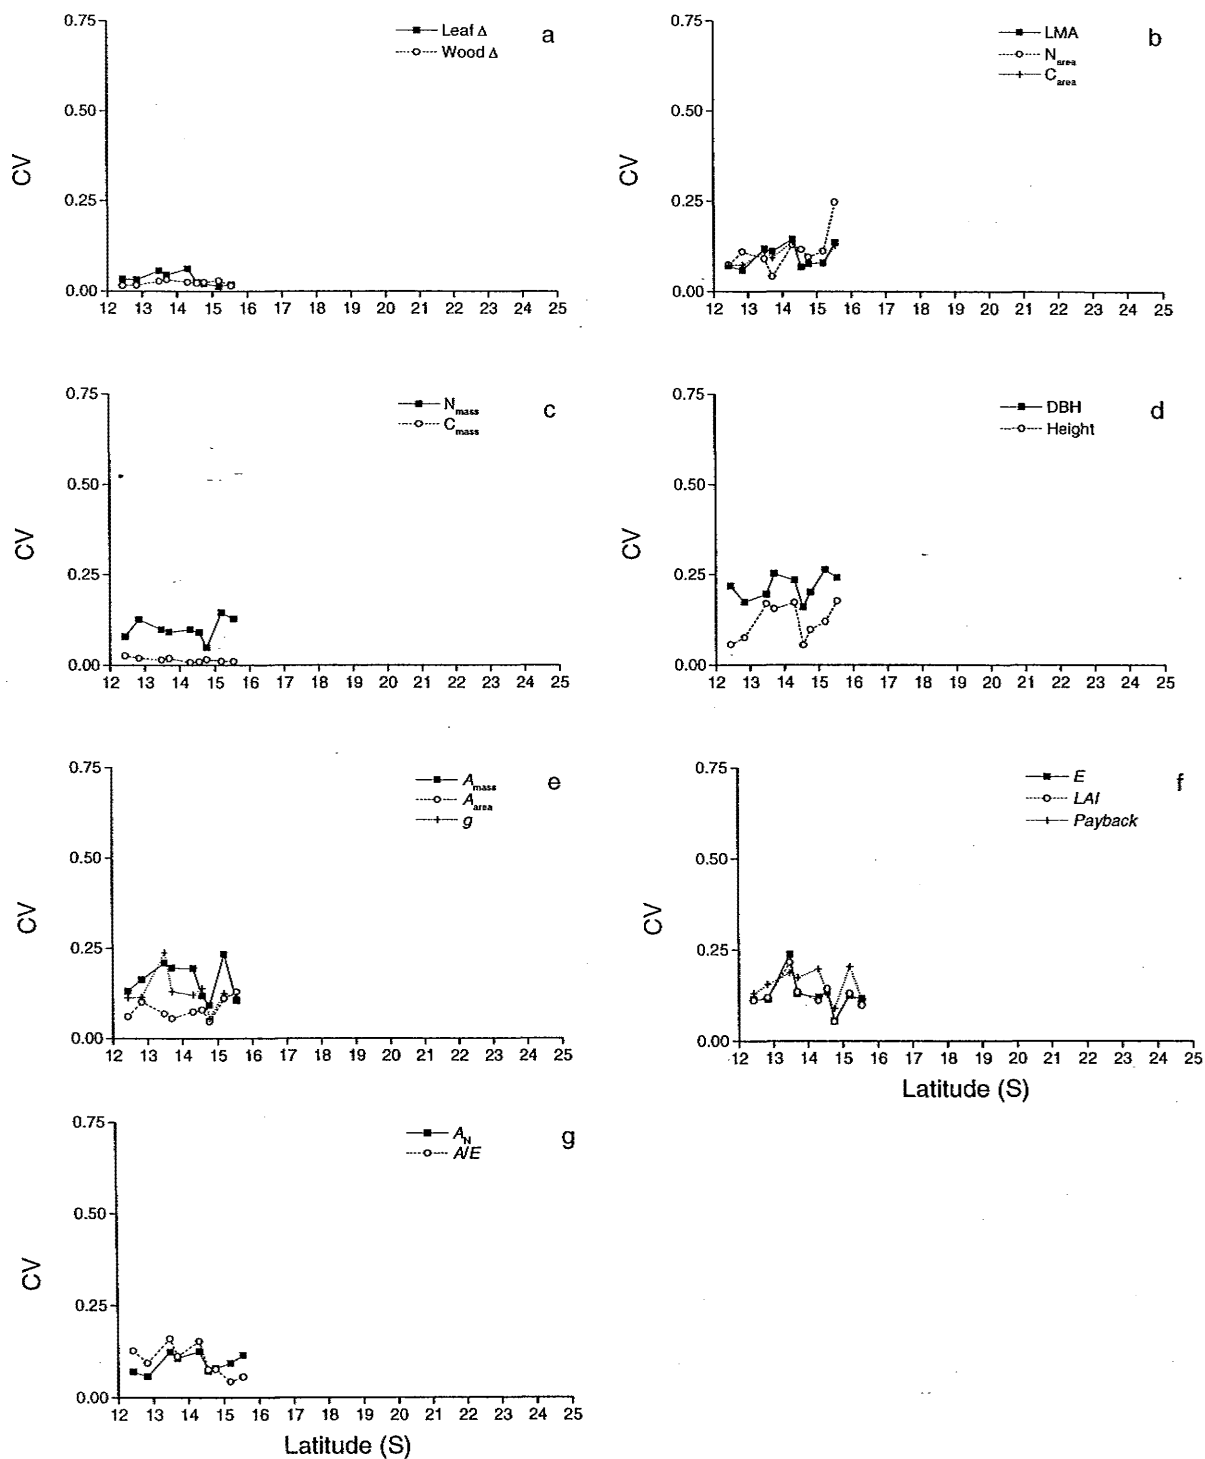 a
Leaf Δ
Wood Δ
CV
0.75
0.50
0.25
0.00
12 13 14 15 16 17 18 19 20 21 22 23 24 25
b
LMA
N area
C area
CV
0.75
0.50
0.25
0.00
12 13 14 15 16 17 18 19 20 21 22 23 24 25
c
N mass
C mass
CV
0.75
0.50
0.25
0.00
12 13 14 15 16 17 18 19 20 21 22 23 24 25
d
DBH
Height
CV
0.75
0.50
0.25
0.00
12 13 14 15 16 17 18 19 20 21 22 23 24 25
e
A mass
A area
g
CV
0.75
0.50
0.25
0.00
12 13 14 15 16 17 18 19 20 21 22 23 24 25
f
E
LAI
Payback
CV
0.75
0.50
0.25
0.00
12 13 14 15 16 17 18 19 20 21 22 23 24 25
Latitude (S)
g
A N
A/E
CV
0.75
0.50
0.25
0.00
12 13 14 15 16 17 18 19 20 21 22 23 24 25
Latitude (S)